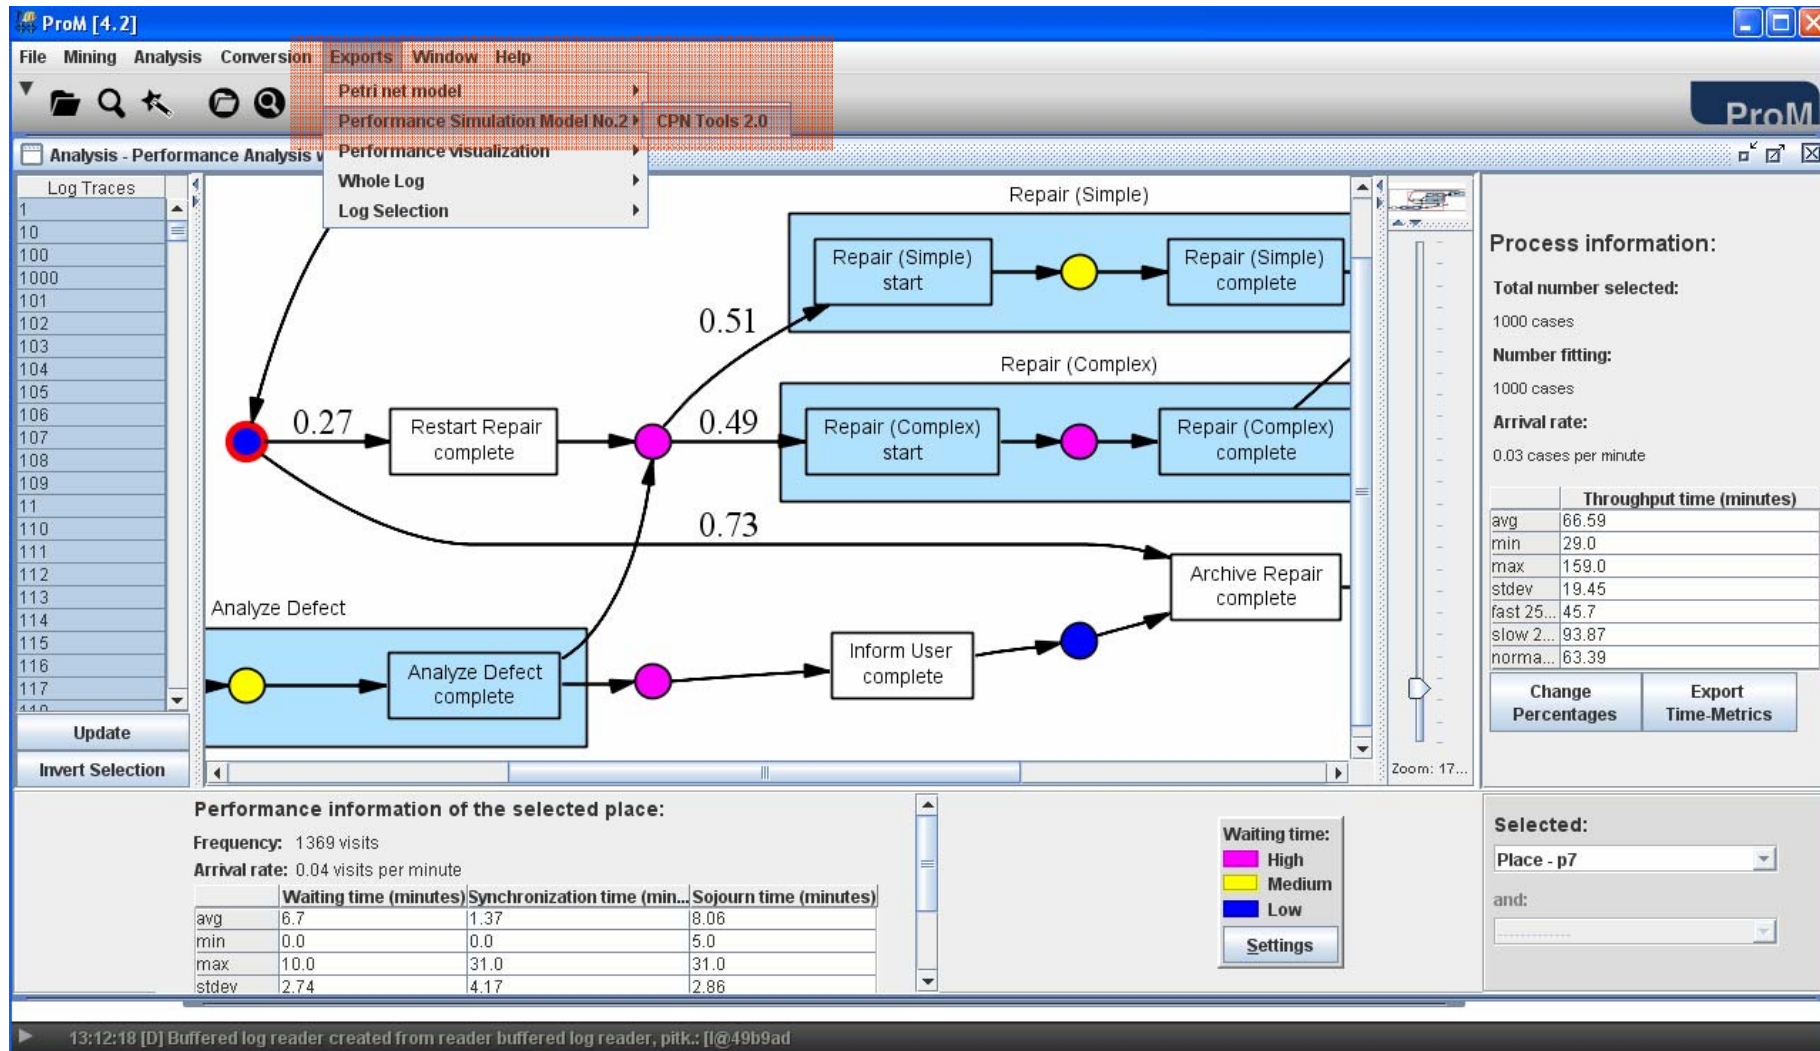 ProM [4.2]
File Mining Analysis Conversion Exports Window Help
Petri net model
Performance Simulation Model No.2
CPN Tools 2.0
Performance visualization
Whole Log
Log Selection
ProM
Analysis - Performance Analysis
Log Traces
1
10
100
1000
101
102
103
104
105
106
107
108
109
11
110
111
112
113
114
115
116
117
Update
Invert Selection
Repair (Simple)
Repair (Simple)
start
Repair (Simple)
complete
0.51
Repair (Complex)
0.27
Restart Repair
complete
0.49
Repair (Complex)
start
Repair (Complex)
complete
0.73
Archive Repair
complete
Analyze Defect
Analyze Defect
complete
Inform User
complete
Zoom: 17...
Process information:
Total number selected:
1000 cases
Number fitting:
1000 cases
Arrival rate:
0.03 cases per minute
Throughput time (minutes)
avg 66.59
min 29.0
max 159.0
stdev 19.45
fast 25... 45.7
slow 2... 93.87
norma... 63.39
Change
Percentages
Export
Time-Metrics
Performance information of the selected place:
Frequency: 1369 visits
Arrival rate: 0.04 visits per minute
Waiting time (minutes) Synchronization time (min... Sojourn time (minutes)
avg 6.7 1.37 8.06
min 0.0 0.0 5.0
max 10.0 31.0 31.0
stdev 2.74 4.17 2.86
Waiting time:
High
Medium
Low
Settings
Selected:
Place - p7
and:
-------------
13:12:18 [D] Buffered log reader created from reader buffered log reader, pitk.: [I@49b9ad